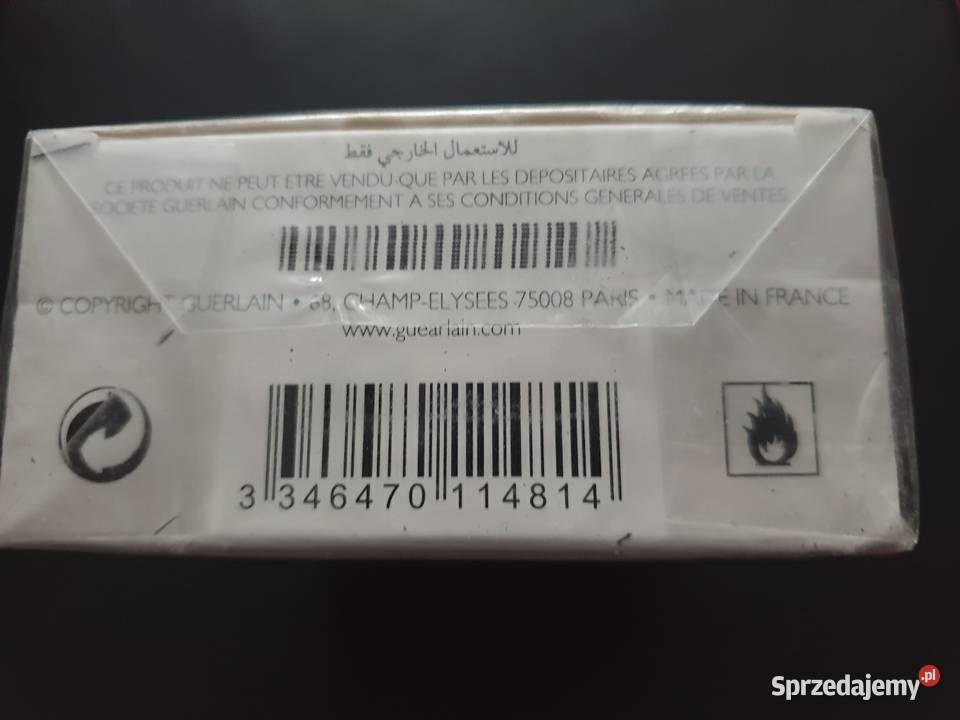 للاستعمال الخارجي فقط
CE PRODUIT NE PEUT ETRE VENDU QUE PAR LES DEPOSITAIRES AGREES PAR LA
SOCIETE GUERLAIN CONFORMEMENT A SES CONDITIONS GENERALES DE VENTES
© COPYRIGHT GUERLAIN • 68, CHAMP-ELYSEES 75008 PARIS • MADE IN FRANCE
www.guearlain.com
3 346470 114814
Sprzedajemy.pl